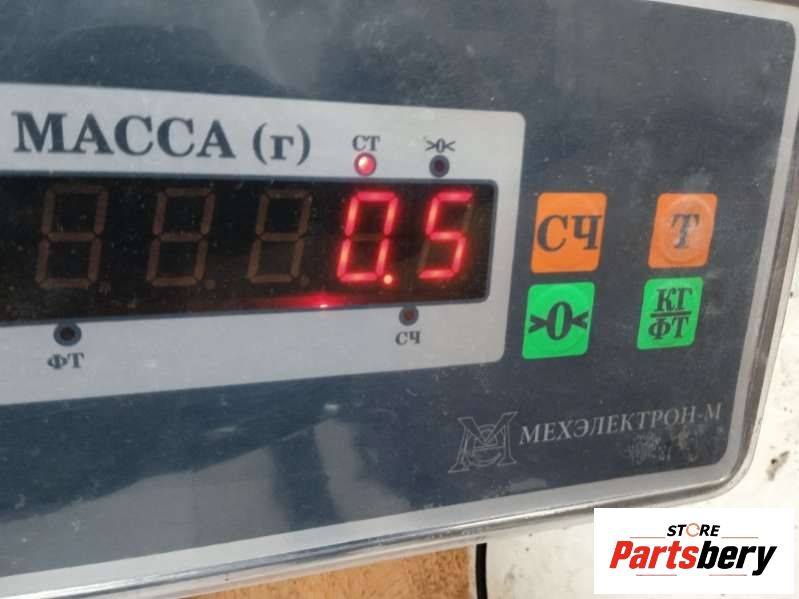 МАССА (г)
СТ
>0<
0.5
ФТ
СЧ
СЧ
Т
>0<
КГ
ФТ
МЕХЭЛЕКТРОН-М
STORE
Partsbery